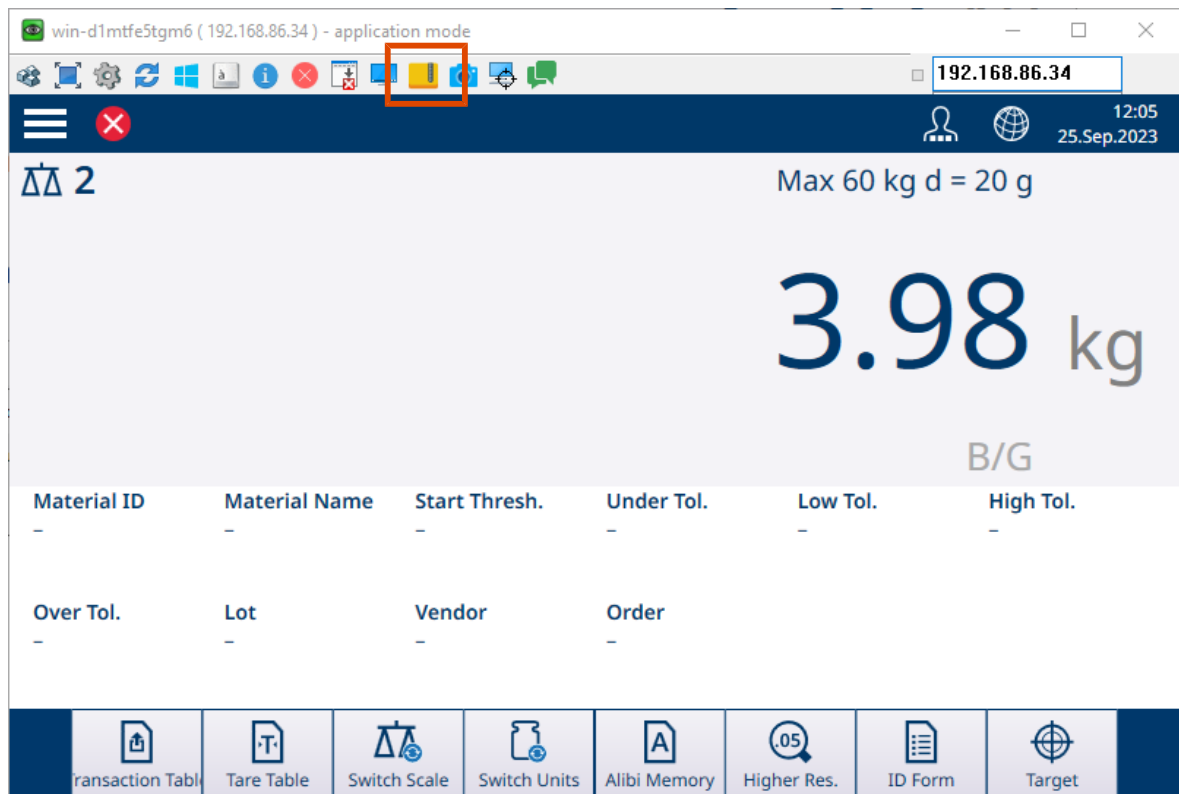 win-d1mtfe5tgm6 ( 192.168.86.34 ) - application mode
192.168.86.34
12:05
25.Sep.2023
2
Max 60 kg d = 20 g
3.98 kg
B/G
Material ID Material Name Start Thresh. Under Tol. Low Tol. High Tol.
– – – – – –
Over Tol. Lot Vendor Order
– – – –
Transaction Table Tare Table Switch Scale Switch Units Alibi Memory Higher Res. ID Form Target